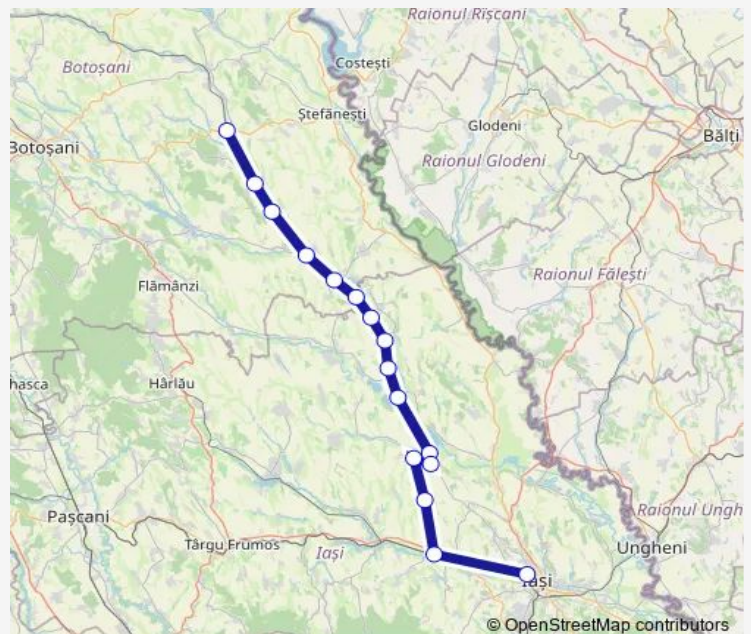 Raionul Rîșcani
Costești
Botoșani
Ștefănești
Glodeni
Bălți
Botoșani
Raionul Glodeni
Raionul Fălești
Flămânzi
hasca
Hârlău
Pașcani
Raionul Ungh
Târgu Frumos
Iași
Ungheni
Iași
© OpenStreetMap contributors